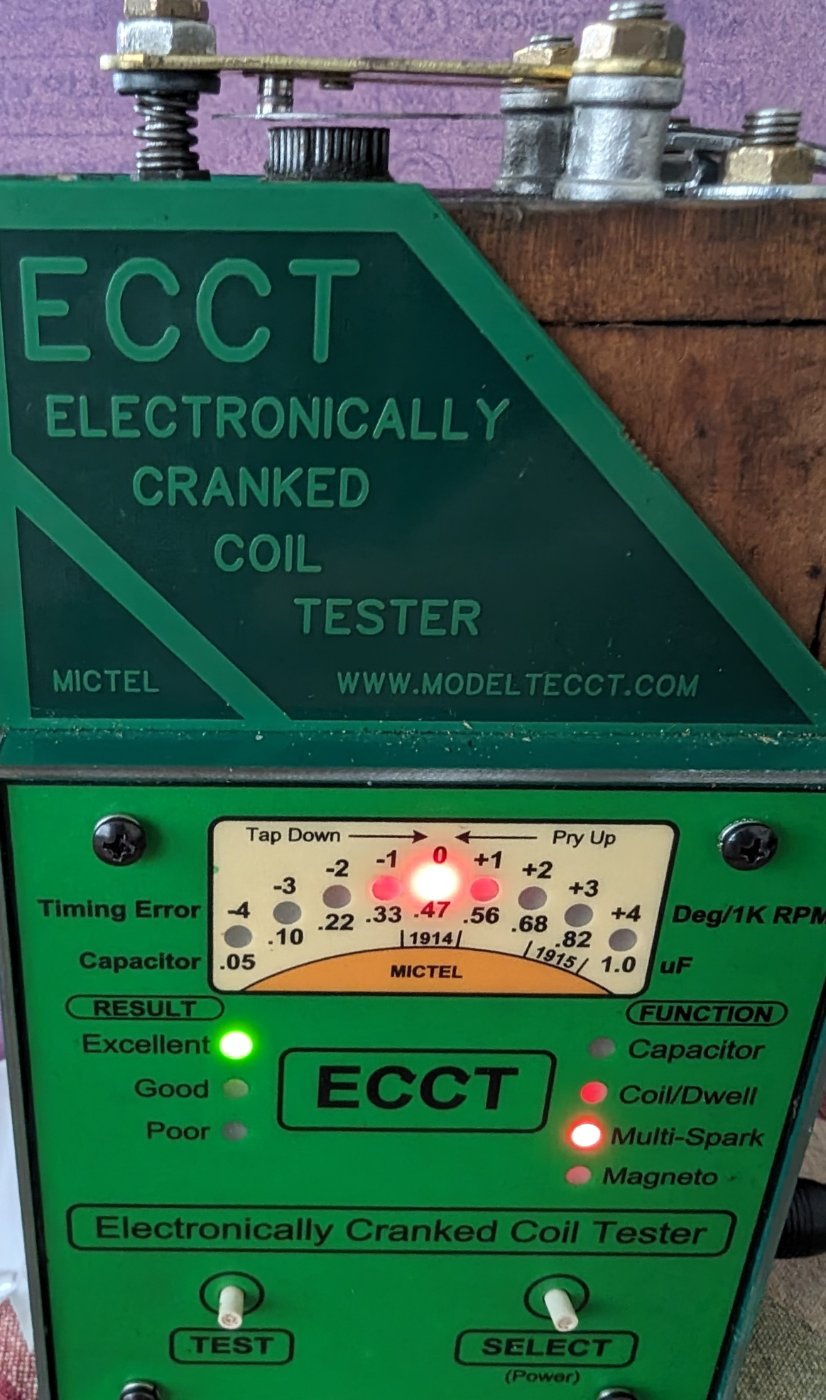 ECCT
ELECTRONICALLY
CRANKED
COIL
TESTER
MICTEL
WWW.MODELTECCT.COM
Tap Down Pry Up
-4 -3 -2 -1 0 +1 +2 +3 +4
Timing Error Deg/1K RPM
.05 .10 .22 .33 .47 .56 .68 .82 1.0
Capacitor uF
1914 1915
MICTEL
RESULT
Excellent
Good
Poor
ECCT
FUNCTION
Capacitor
Coil/Dwell
Multi-Spark
Magneto
Electronically Cranked Coil Tester
TEST
SELECT
(Power)